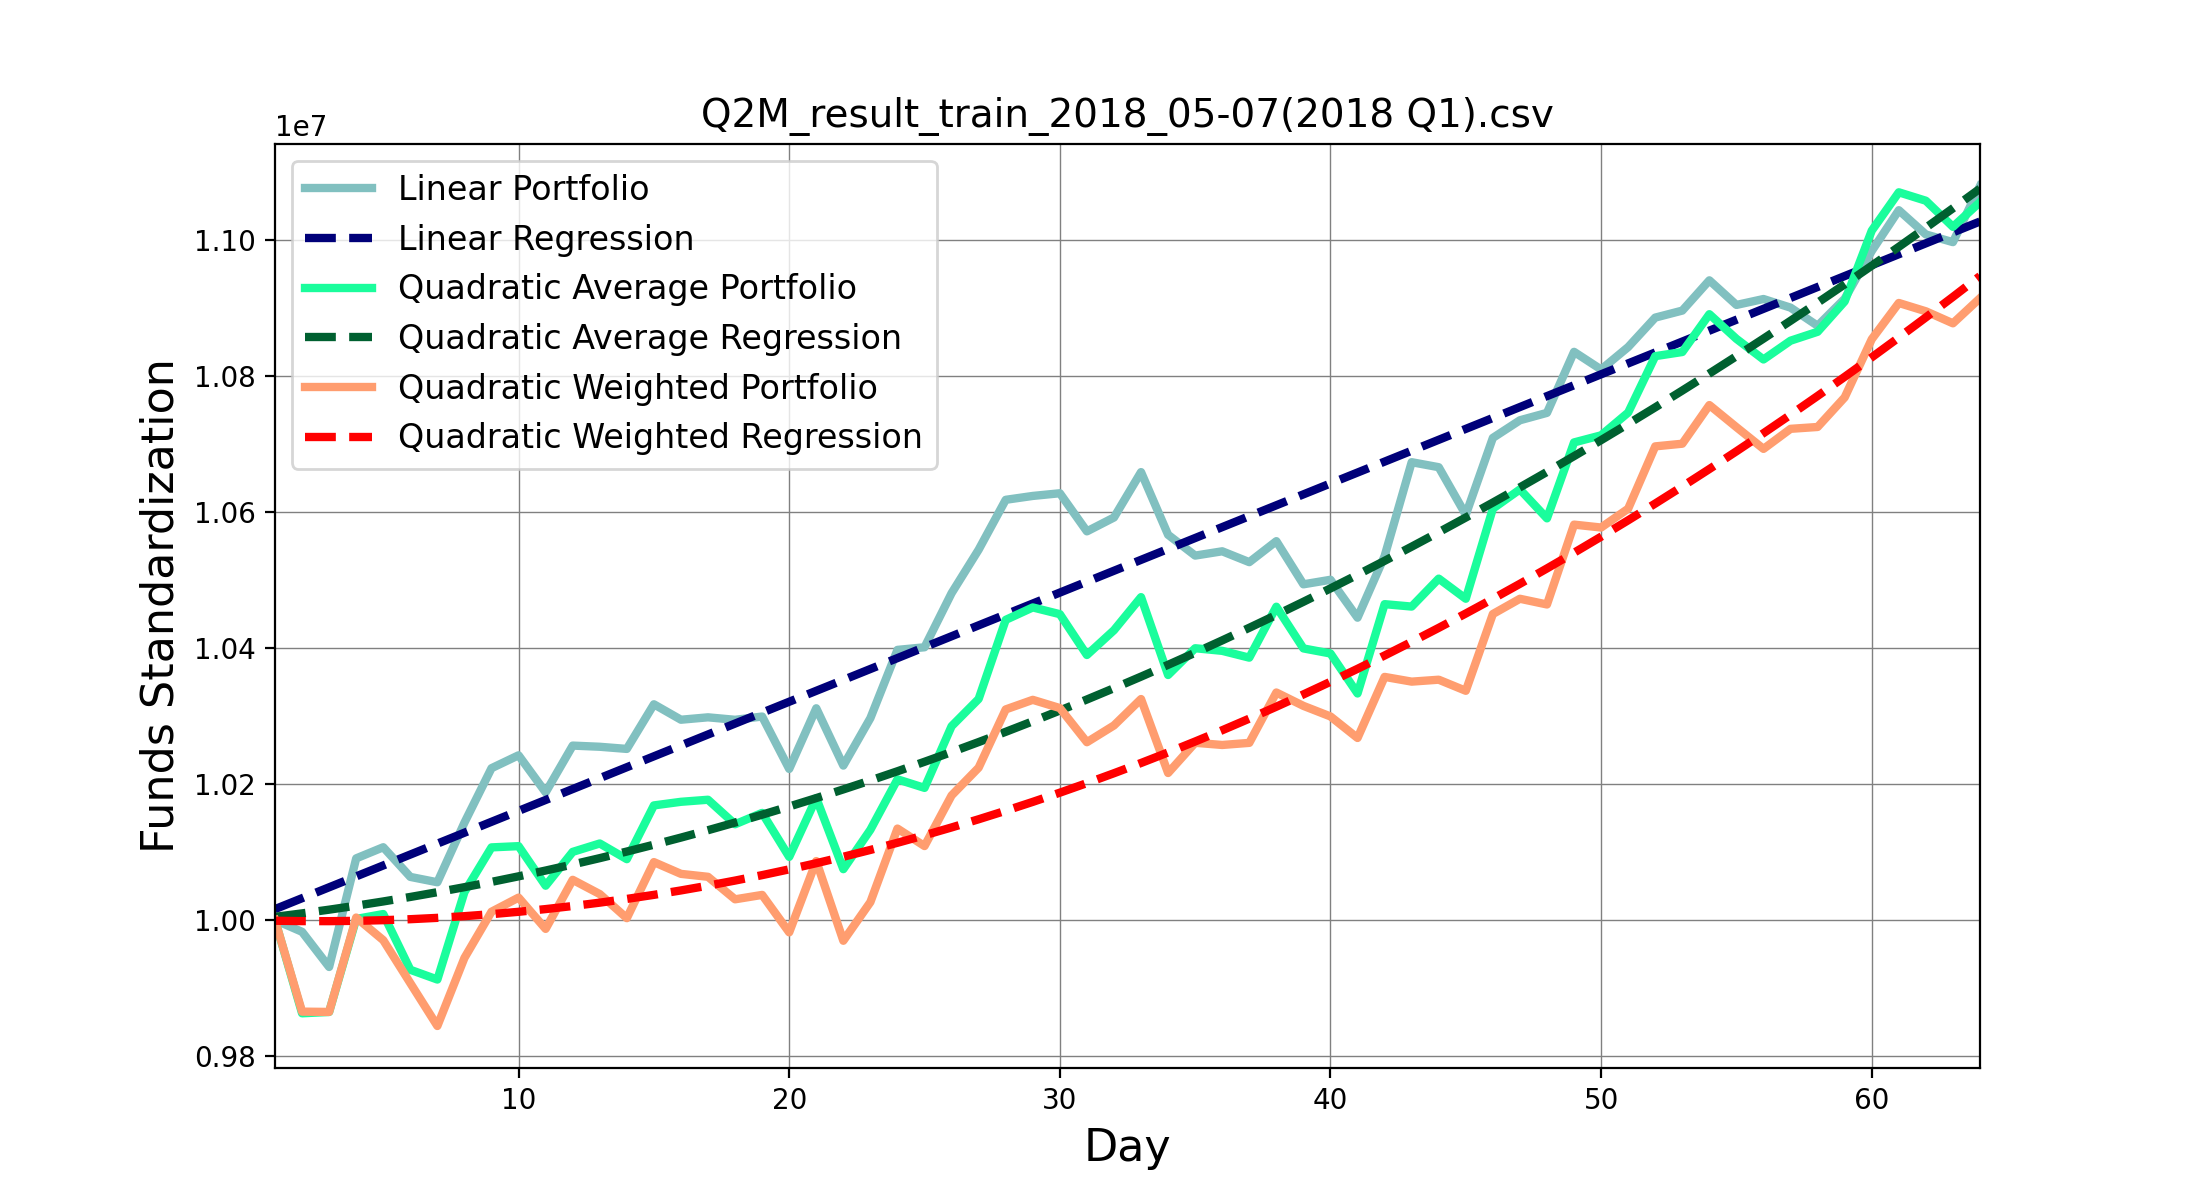 Q2M_result_train_2018_05-07(2018 Q1).csv
1e7
Linear Portfolio
Linear Regression
Quadratic Average Portfolio
Quadratic Average Regression
Quadratic Weighted Portfolio
Quadratic Weighted Regression
Funds Standardization
1.10
1.08
1.06
1.04
1.02
1.00
0.98
10 20 30 40 50 60
Day